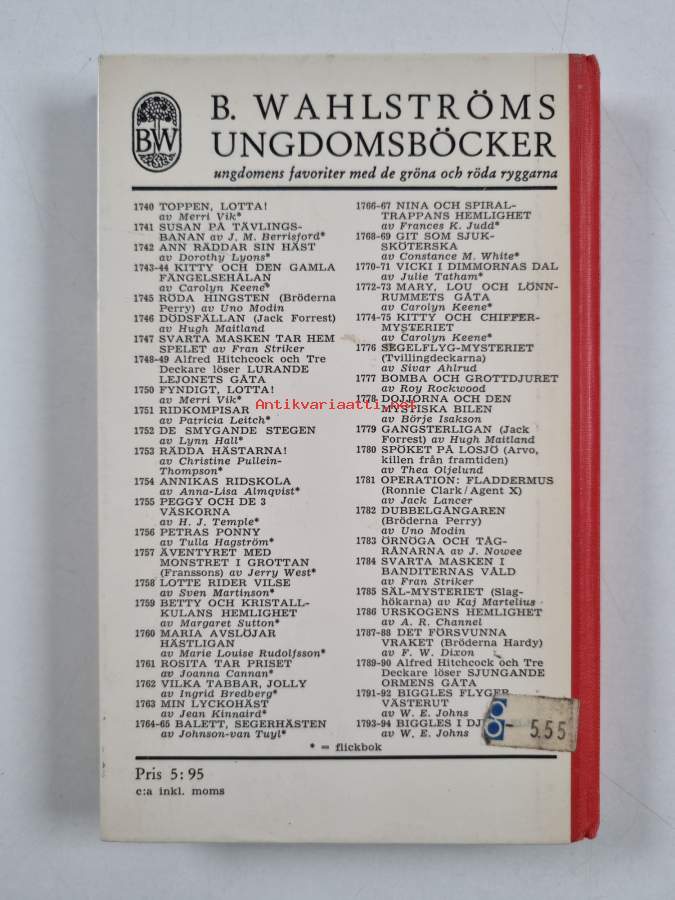 BW
B. WAHLSTRÖMS
UNGDOMSBÖCKER
ungdomens favoriter med de gröna och röda ryggarna
1740 TOPPEN, LOTTA!
av Merri Vik*
1741 SUSAN PÅ TÄVLINGS-
BANAN av J. M. Berrisford*
1742 ANN RÄDDAR SIN HÄST
av Dorothy Lyons*
1743-44 KITTY OCH DEN GAMLA
FÄNGELSEHÅLAN
av Carolyn Keene*
1745 RÖDA HINGSTEN (Bröderna
Perry) av Uno Modin
1746 DÖDSFÄLLAN (Jack Forrest)
av Hugh Maitland
1747 SVARTA MASKEN TAR HEM
SPELET av Fran Striker
1748-49 Alfred Hitchcock och Tre
Deckare löser LURANDE
LEJONETS GÅTA
1750 FYNDIGT, LOTTA!
av Merri Vik*
1751 RIDKOMPISAR
av Patricia Leitch*
1752 DE SMYGANDE STEGEN
av Lynn Hall*
1753 RÄDDA HÄSTARNA!
av Christine Pullein-
Thompson*
1754 ANNIKAS RIDSKOLA
av Anna-Lisa Almqvist*
1755 PEGGY OCH DE 3
VÄSKORNA
av H. J. Temple*
1756 PETRAS PONNY
av Tulla Hagström*
1757 ÄVENTYRET MED
MONSTRET I GROTTAN
(Franssons) av Jerry West*
1758 LOTTE RIDER VILSE
av Sven Martinson*
1759 BETTY OCH KRISTALL-
KULANS HEMLIGHET
av Margaret Sutton*
1760 MARIA AVSLÖJAR
HÄSTLIGAN
av Marie Louise Rudolfsson*
1761 ROSITA TAR PRISET
av Joanna Cannan*
1762 VILKA TABBAR, JOLLY
av Ingrid Bredberg*
1763 MIN LYCKOHÄST
av Jean Kinnaird*
1764-65 BALETT, SEGERHÄSTEN
av Johnson-van Tuyl*
1766-67 NINA OCH SPIRAL-
TRAPPANS HEMLIGHET
av Frances K. Judd*
1768-69 GIT SOM SJUK-
SKÖTERSKA
av Constance M. White*
1770-71 VICKI I DIMMORNAS DAL
av Julie Tatham*
1772-73 MARY, LOU OCH LÖNN-
RUMMETS GÅTA
av Carolyn Keene*
1774-75 KITTY OCH CHIFFER-
MYSTERIET
av Carolyn Keene*
1776 SEGELFLYG-MYSTERIET
(Tvillingdeckarna)
av Sivar Ahlrud
1777 BOMBA OCH GROTTDJURET
av Roy Rockwood
1778 DOJJORNA OCH DEN
MYSTISKA BILEN
av Börje Isakson
1779 GANGSTERLIGAN (Jack
Forrest) av Hugh Maitland
1780 SPÖKET PÅ LOSJÖ (Arvo,
killen från framtiden)
av Thea Oljelund
1781 OPERATION: FLADDERMUS
(Ronnie Clark/Agent X)
av Jack Lancer
1782 DUBBELGÅNGAREN
(Bröderna Perry)
av Uno Modin
1783 ÖRNÖGA OCH TÅG-
RÅNARNA av J. Nowee
1784 SVARTA MASKEN I
BANDITERNAS VÅLD
av Fran Striker
1785 SÄL-MYSTERIET (Slag-
hökarna) av Kaj Martelius
1786 URSKOGENS HEMLIGHET
av A. R. Channel
1787-88 DET FÖRSVUNNA
VRAKET (Bröderna Hardy)
av F. W. Dixon
1789-90 Alfred Hitchcock och Tre
Deckare löser SJUNGANDE
ORMENS GÅTA
1791-92 BIGGLES FLYGER
VÄSTERUT
av W. E. Johns
1793-94 BIGGLES I
av W. E. Johns
* = flickbok
Pris 5:95
c:a inkl. moms
5.55
Antikvariaatti.net